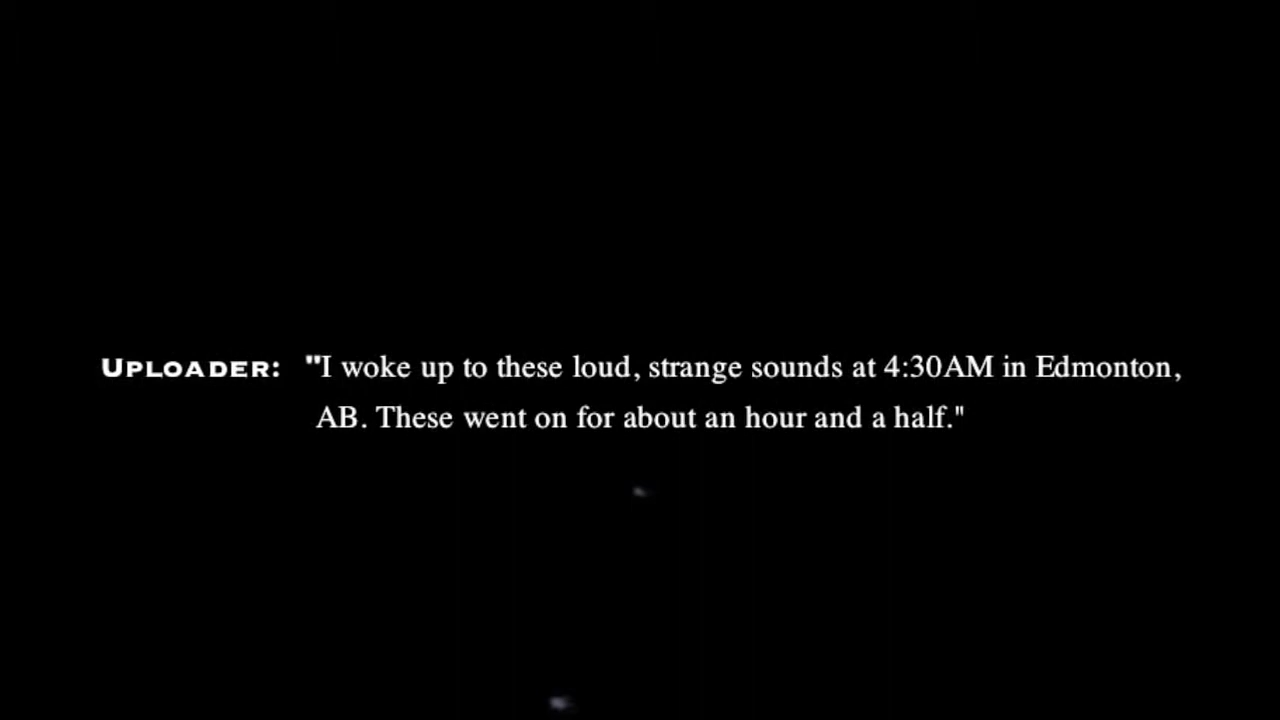 UPLOADER: "I woke up to these loud, strange sounds at 4:30AM in Edmonton,
AB. These went on for about an hour and a half."